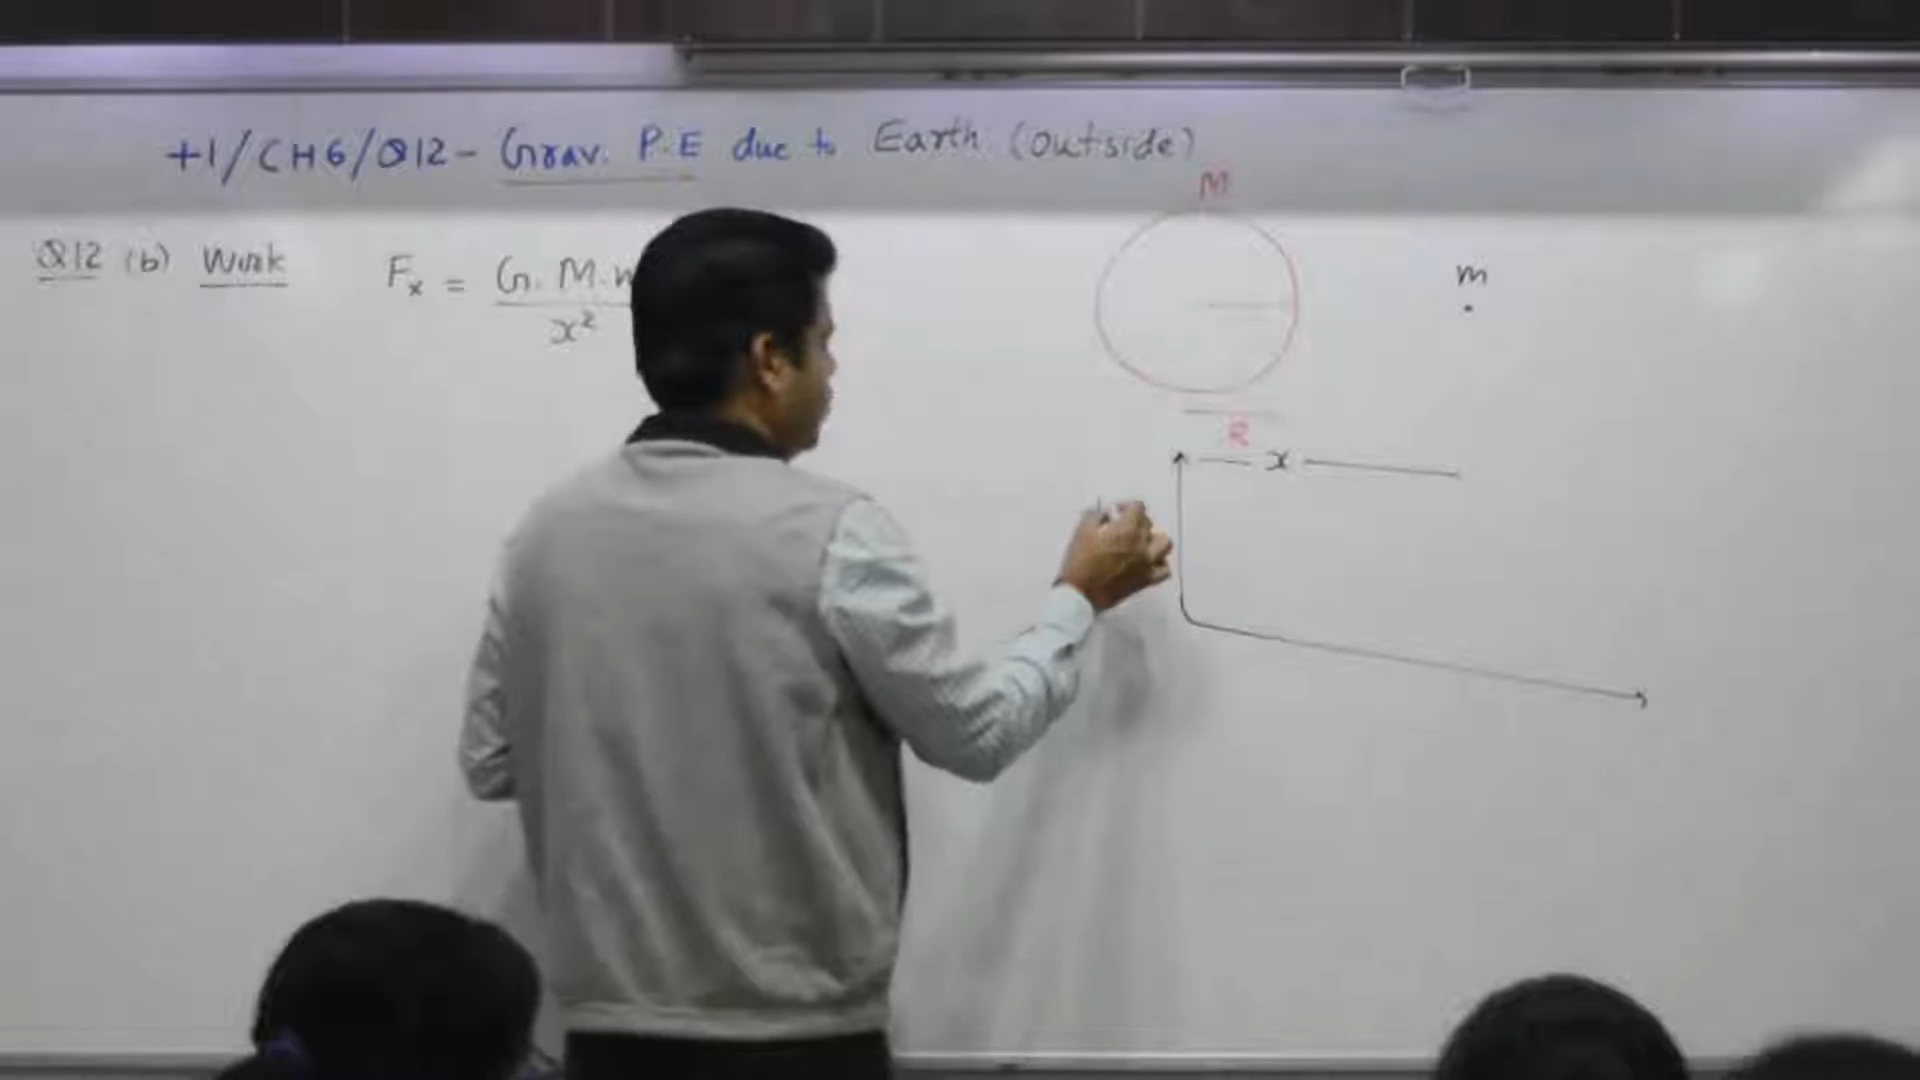 +1/CH6/Q12 - Grav. P.E due to Earth (outside)
Q12 (b) Work
Fx = G. M.
x²
M
m
R
x